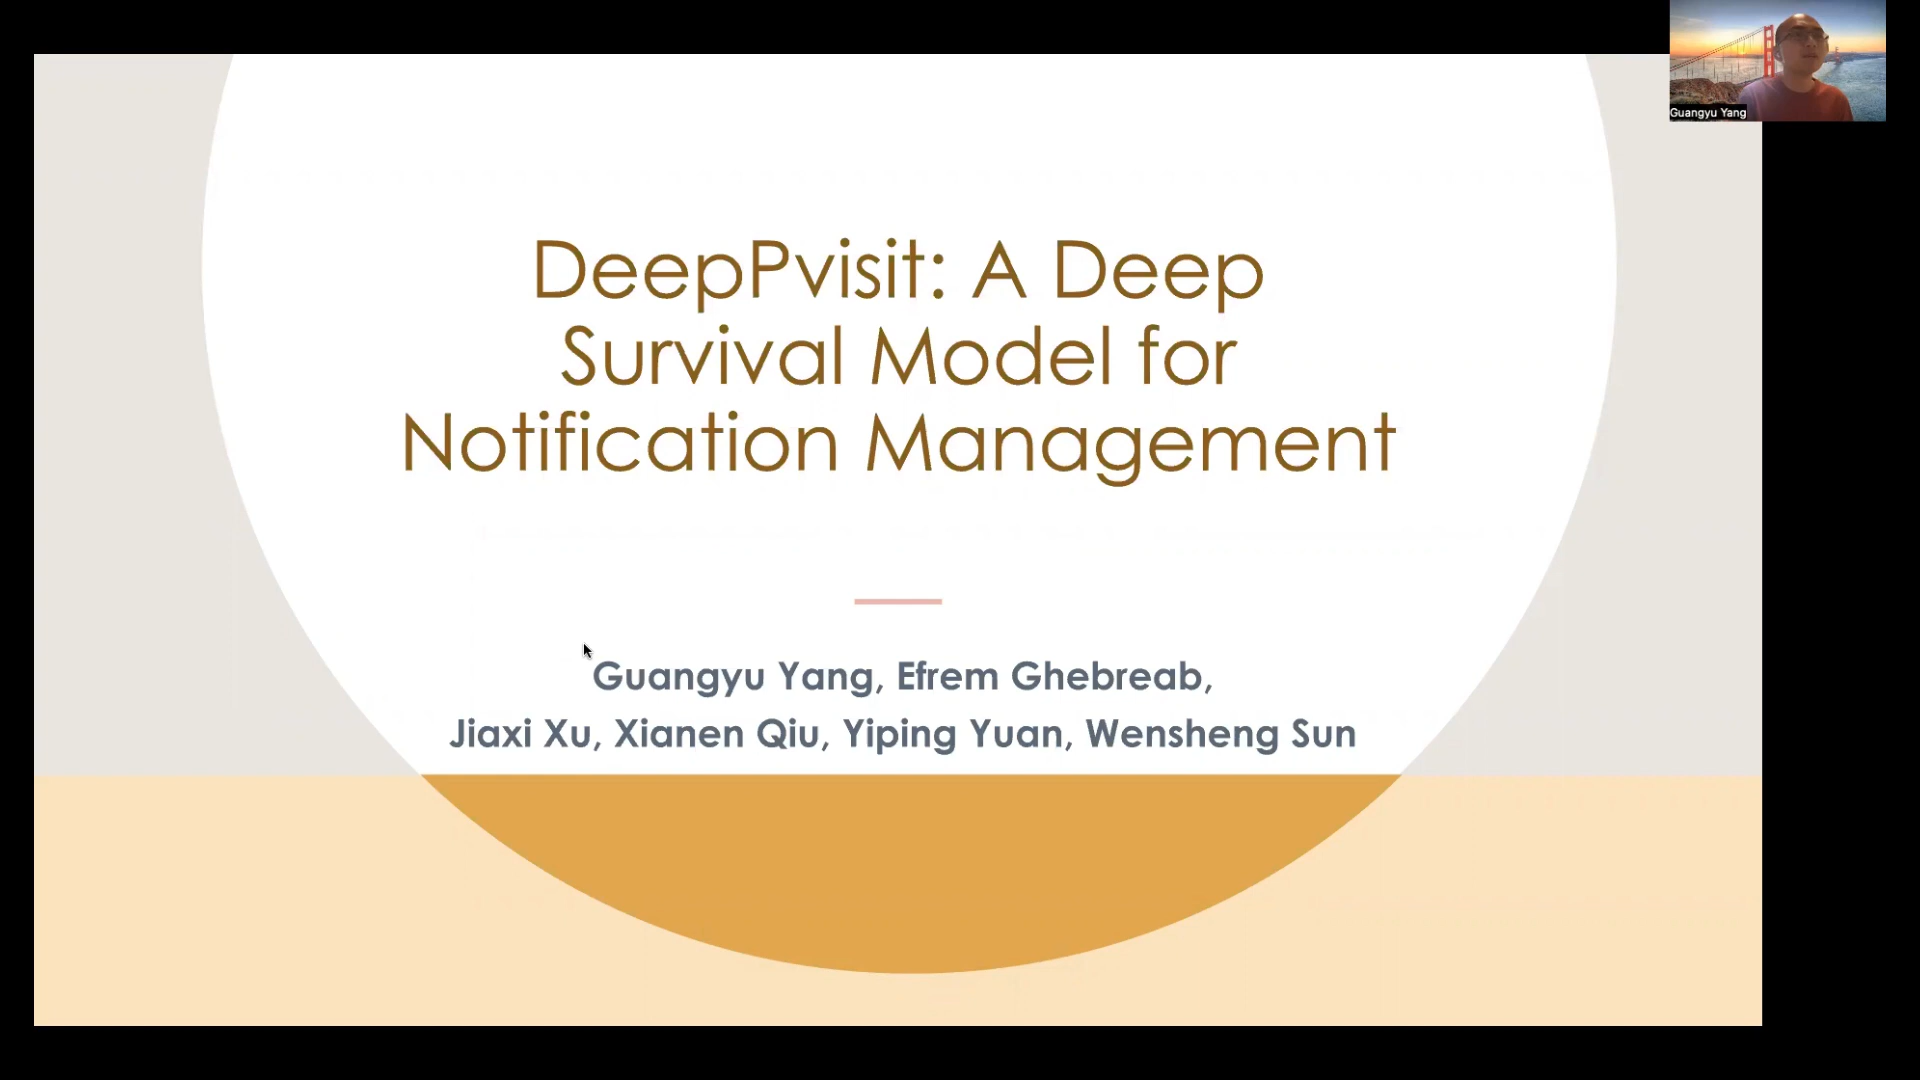 Guangyu Yang
DeepPvisit: A Deep
Survival Model for
Notification Management
Guangyu Yang, Efrem Ghebreab,
Jiaxi Xu, Xianen Qiu, Yiping Yuan, Wensheng Sun